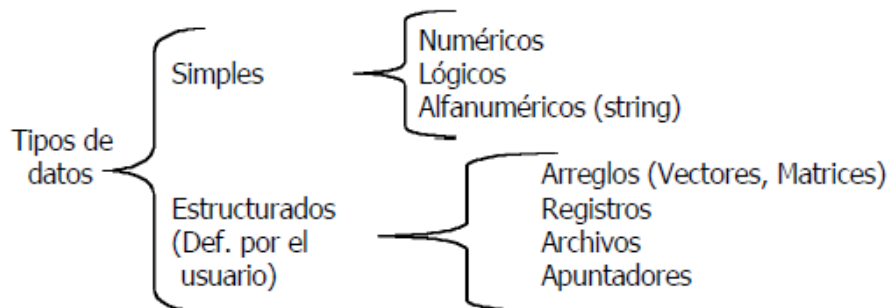 Tipos de
datos
Simples
Numéricos
Lógicos
Alfanuméricos (string)
Estructurados
(Def. por el
usuario)
Arreglos (Vectores, Matrices)
Registros
Archivos
Apuntadores